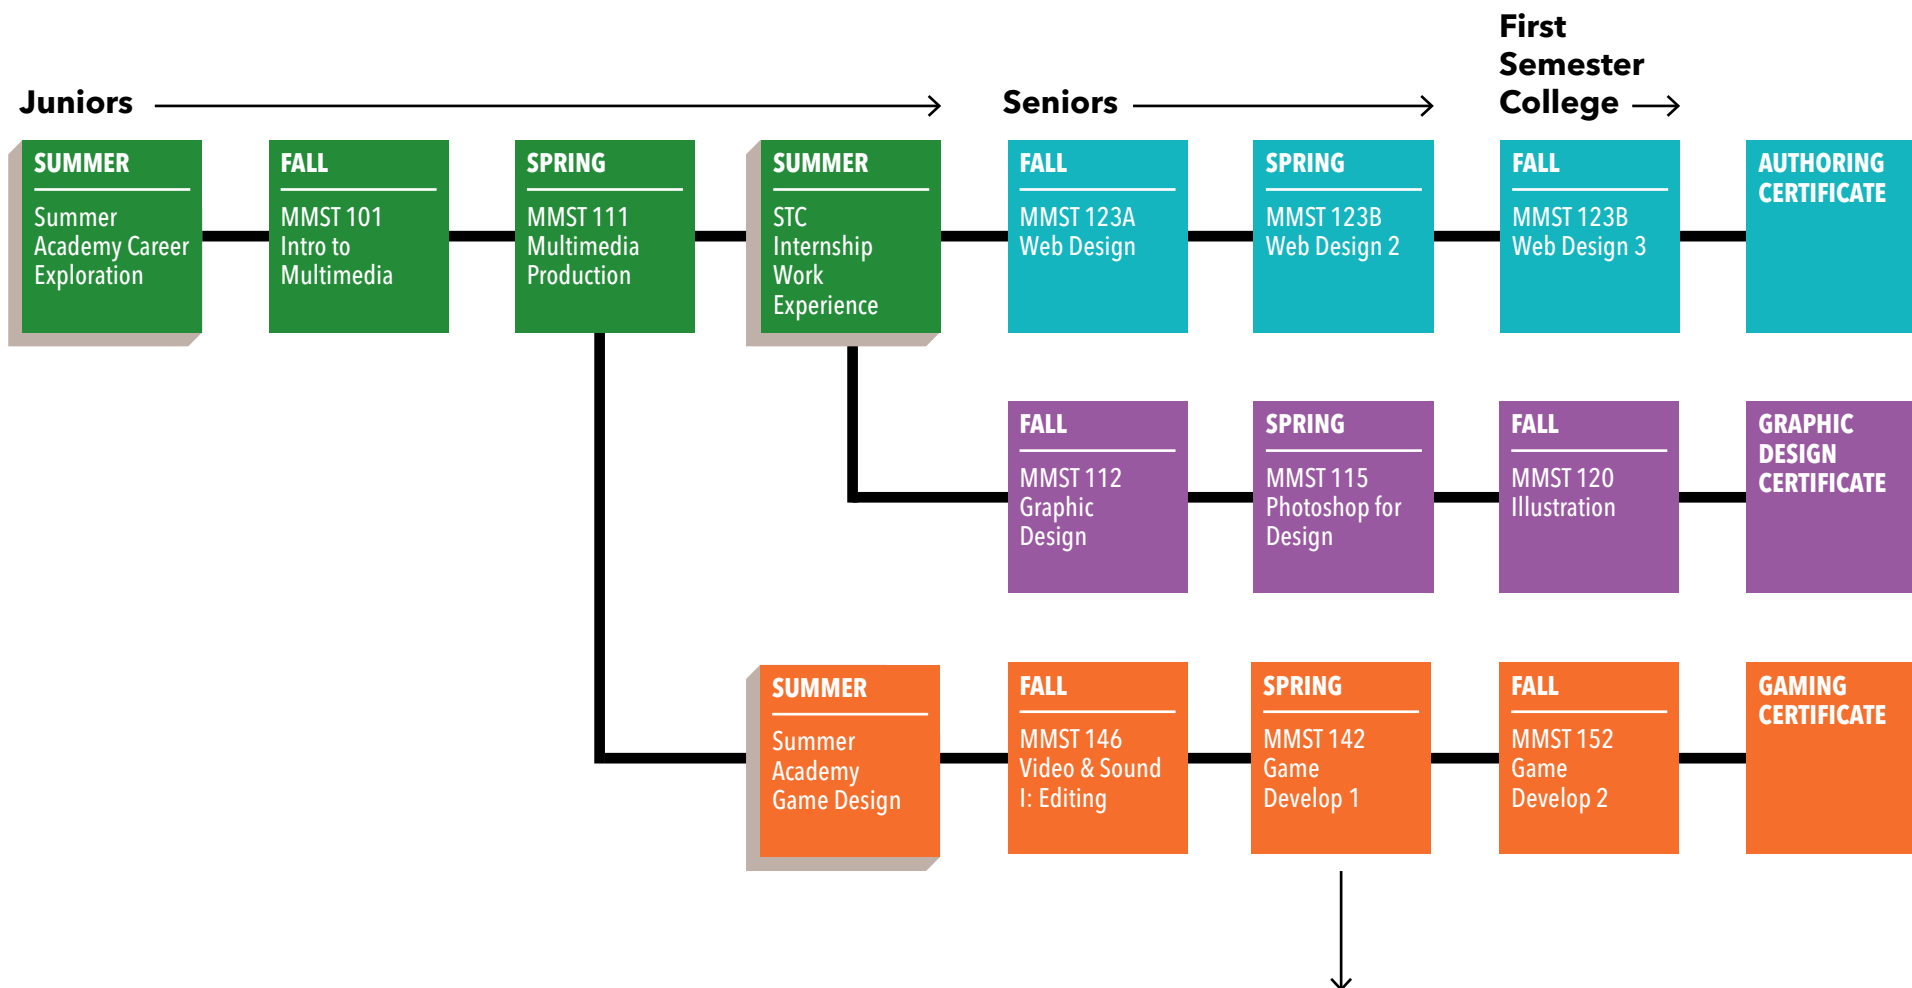 First
Semester
College
Juniors
Seniors
SUMMER
Summer
Academy Career
Exploration
FALL
MMST 101
Intro to
Multimedia
SPRING
MMST 111
Multimedia
Production
SUMMER
STC
Internship
Work
Experience
FALL
MMST 123A
Web Design
SPRING
MMST 123B
Web Design 2
FALL
MMST 123B
Web Design 3
AUTHORING
CERTIFICATE
FALL
MMST 112
Graphic
Design
SPRING
MMST 115
Photoshop for
Design
FALL
MMST 120
Illustration
GRAPHIC
DESIGN
CERTIFICATE
SUMMER
Summer
Academy
Game Design
FALL
MMST 146
Video & Sound
I: Editing
SPRING
MMST 142
Game
Develop 1
FALL
MMST 152
Game
Develop 2
GAMING
CERTIFICATE